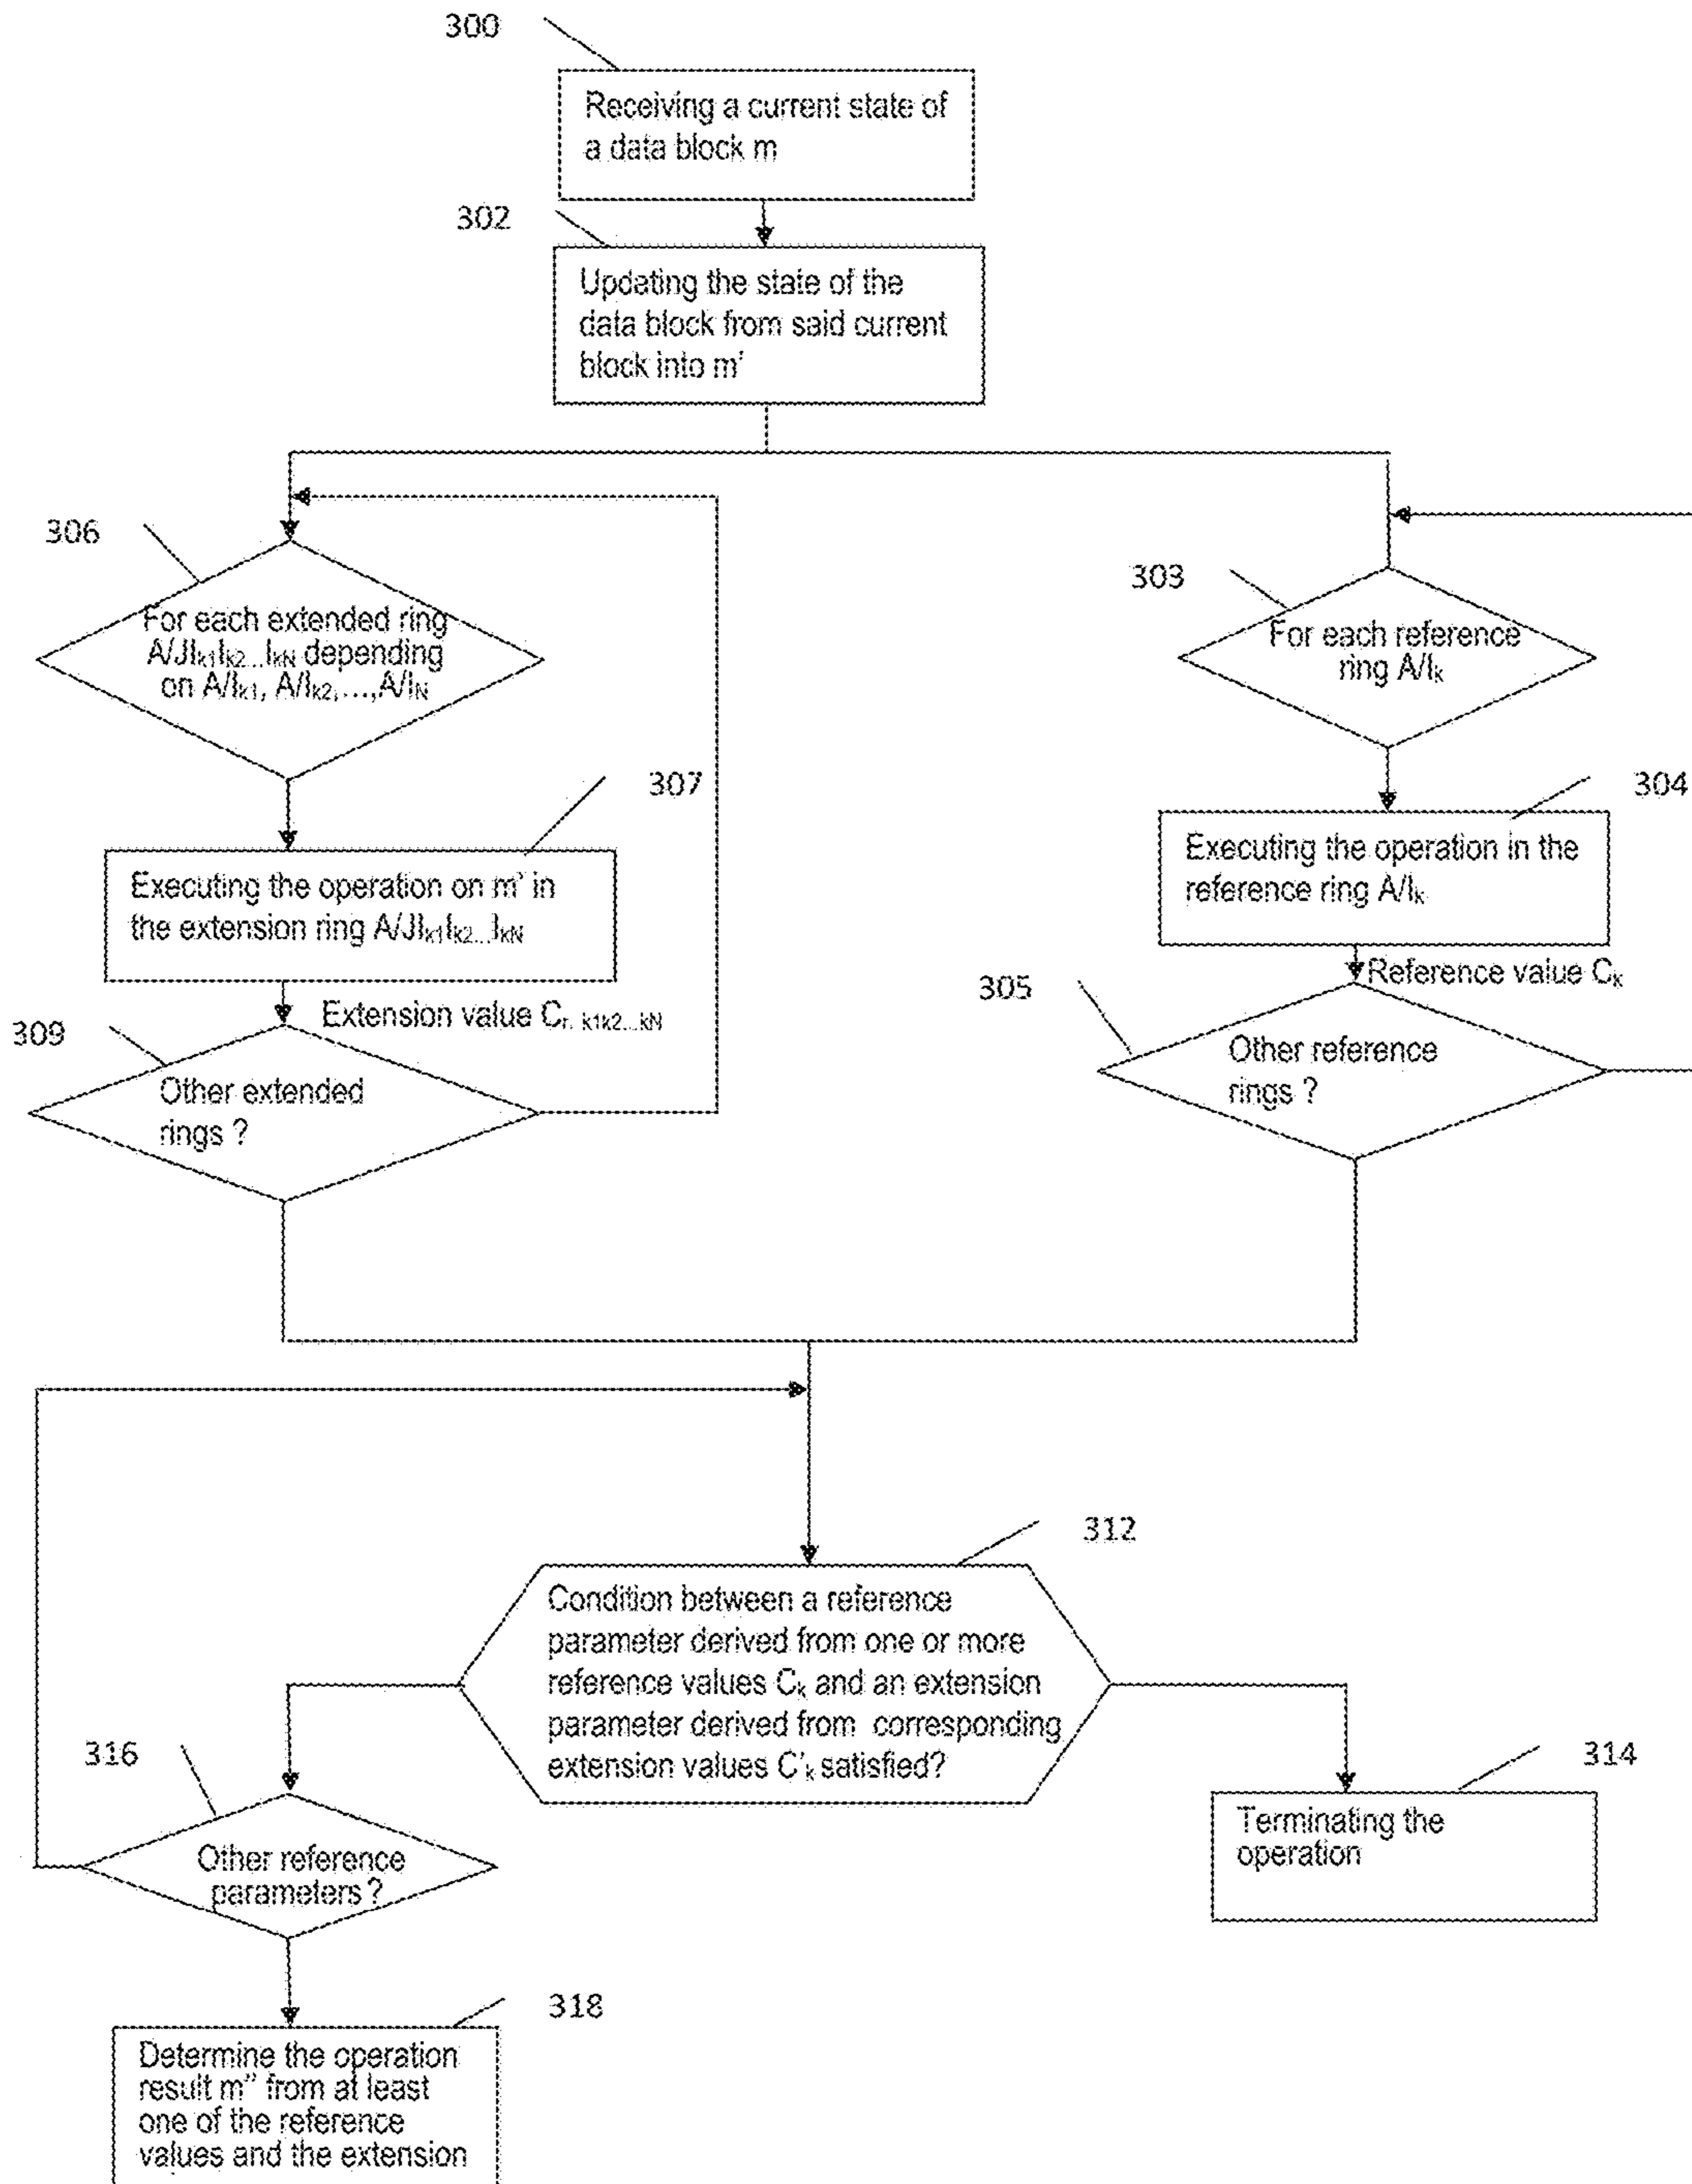 300
Receiving a current state of
a data block m
302
Updating the state of the
data block from said current
block into m'
306
For each extended ring
A/JIk1Ik2...IkN depending
on A/Ik1, A/Ik2,...,A/IN
303
For each reference
ring A/Ik
307
Executing the operation on m' in
the extension ring A/JIk1Ik2...IkN
304
Executing the operation in the
reference ring A/Ik
Extension value Cr, k1k2...kN
Reference value Ck
309
Other extended
rings ?
305
Other reference
rings ?
312
Condition between a reference
parameter derived from one or more
reference values Ck and an extension
parameter derived from corresponding
extension values C'k satisfied?
316
Other reference
parameters ?
314
Terminating the
operation
318
Determine the operation
result m'' from at least
one of the reference
values and the extension